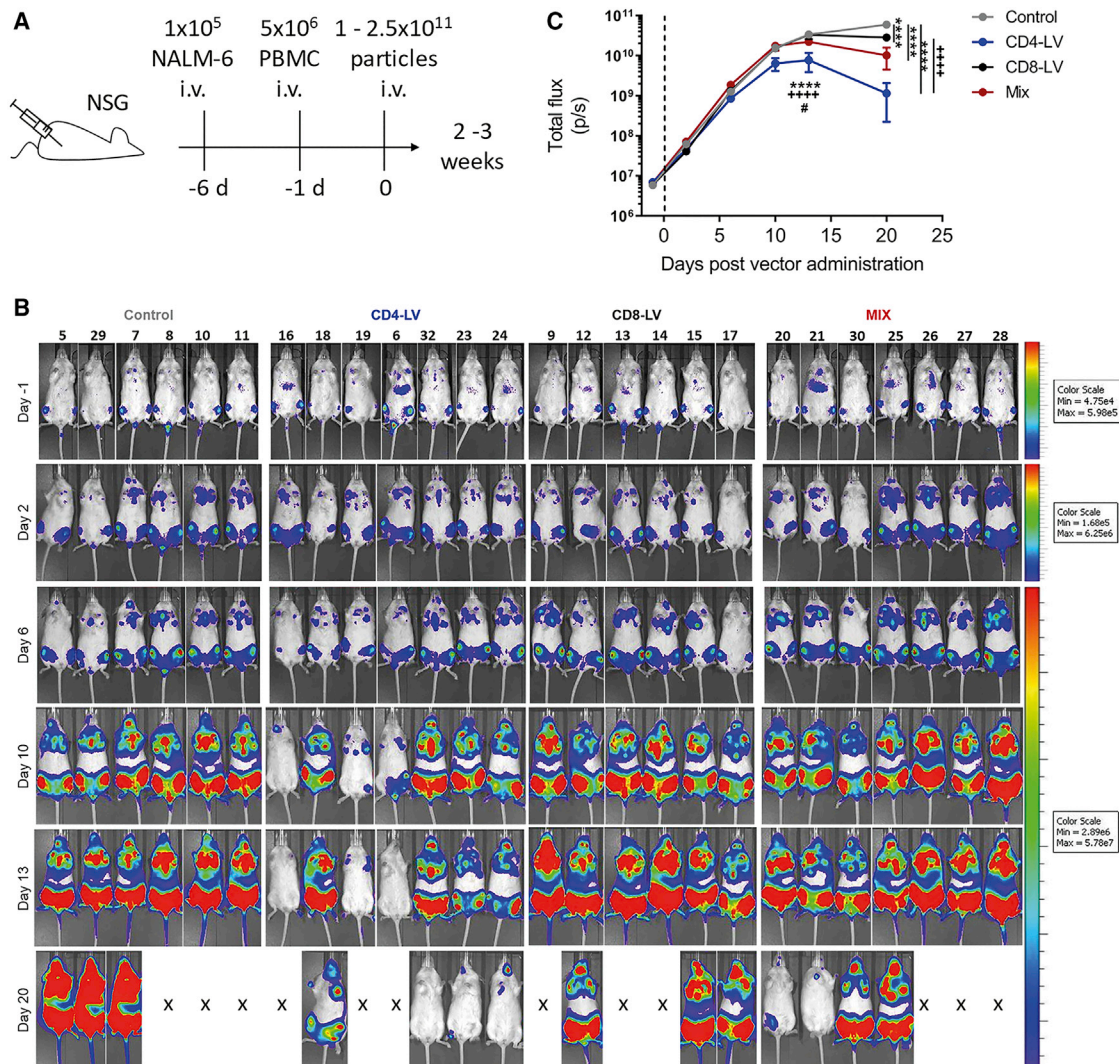 A
1x10⁵ 5x10⁶ 1 - 2.5x10¹¹
NALM-6 PBMC particles
i.v. i.v. i.v.
NSG
2 -3
weeks
-6 d -1 d 0
C
Total flux
(p/s)
10¹¹
10¹⁰
10⁹
10⁸
10⁷
10⁶
0 5 10 15 20 25
Days post vector administration
****
++++
#
****
****
****
++++
Control
CD4-LV
CD8-LV
Mix
B
Control CD4-LV CD8-LV MIX
5 29 7 8 10 11 16 18 19 6 32 23 24 9 12 13 14 15 17 20 21 30 25 26 27 28
Day -1
Color Scale
Min = 4.75e4
Max = 5.98e5
Day 2
Color Scale
Min = 1.68e5
Max = 6.25e6
Day 6
Day 10
Color Scale
Min = 2.89e6
Max = 5.78e7
Day 13
Day 20
X X X X X X X X X X X X